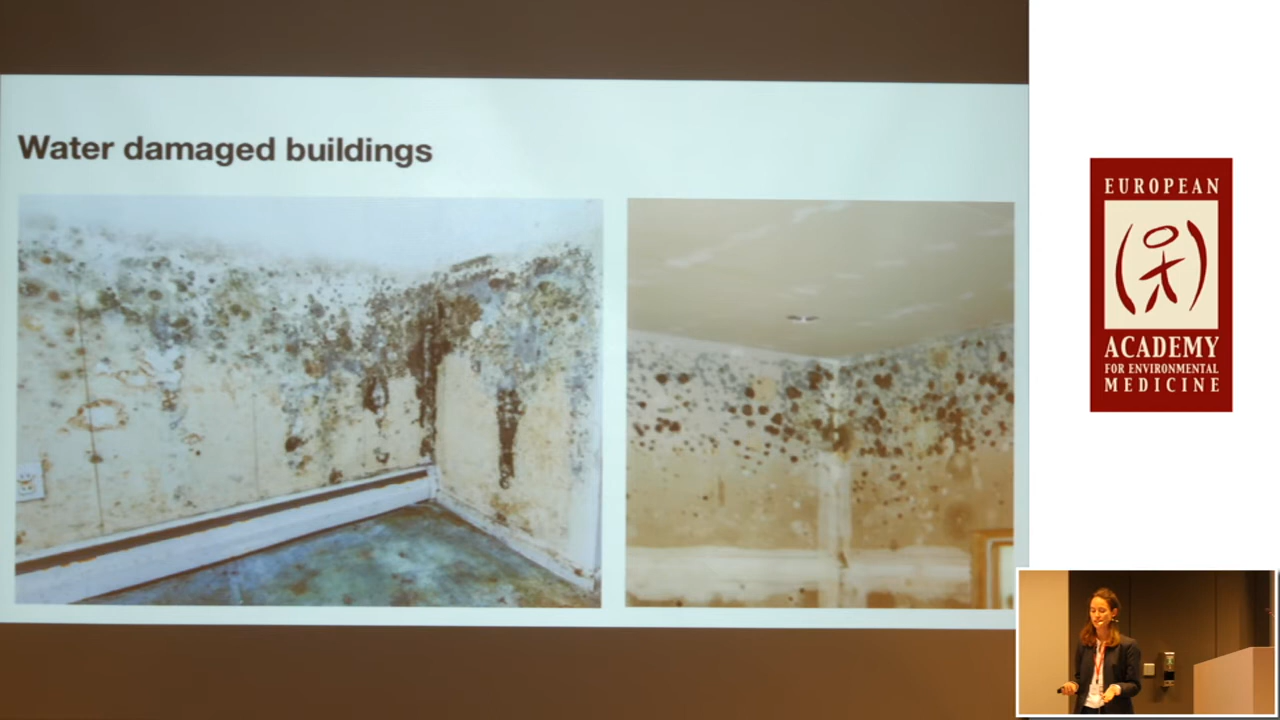 Water damaged buildings
EUROPEAN
ACADEMY
FOR ENVIRONMENTAL
MEDICINE